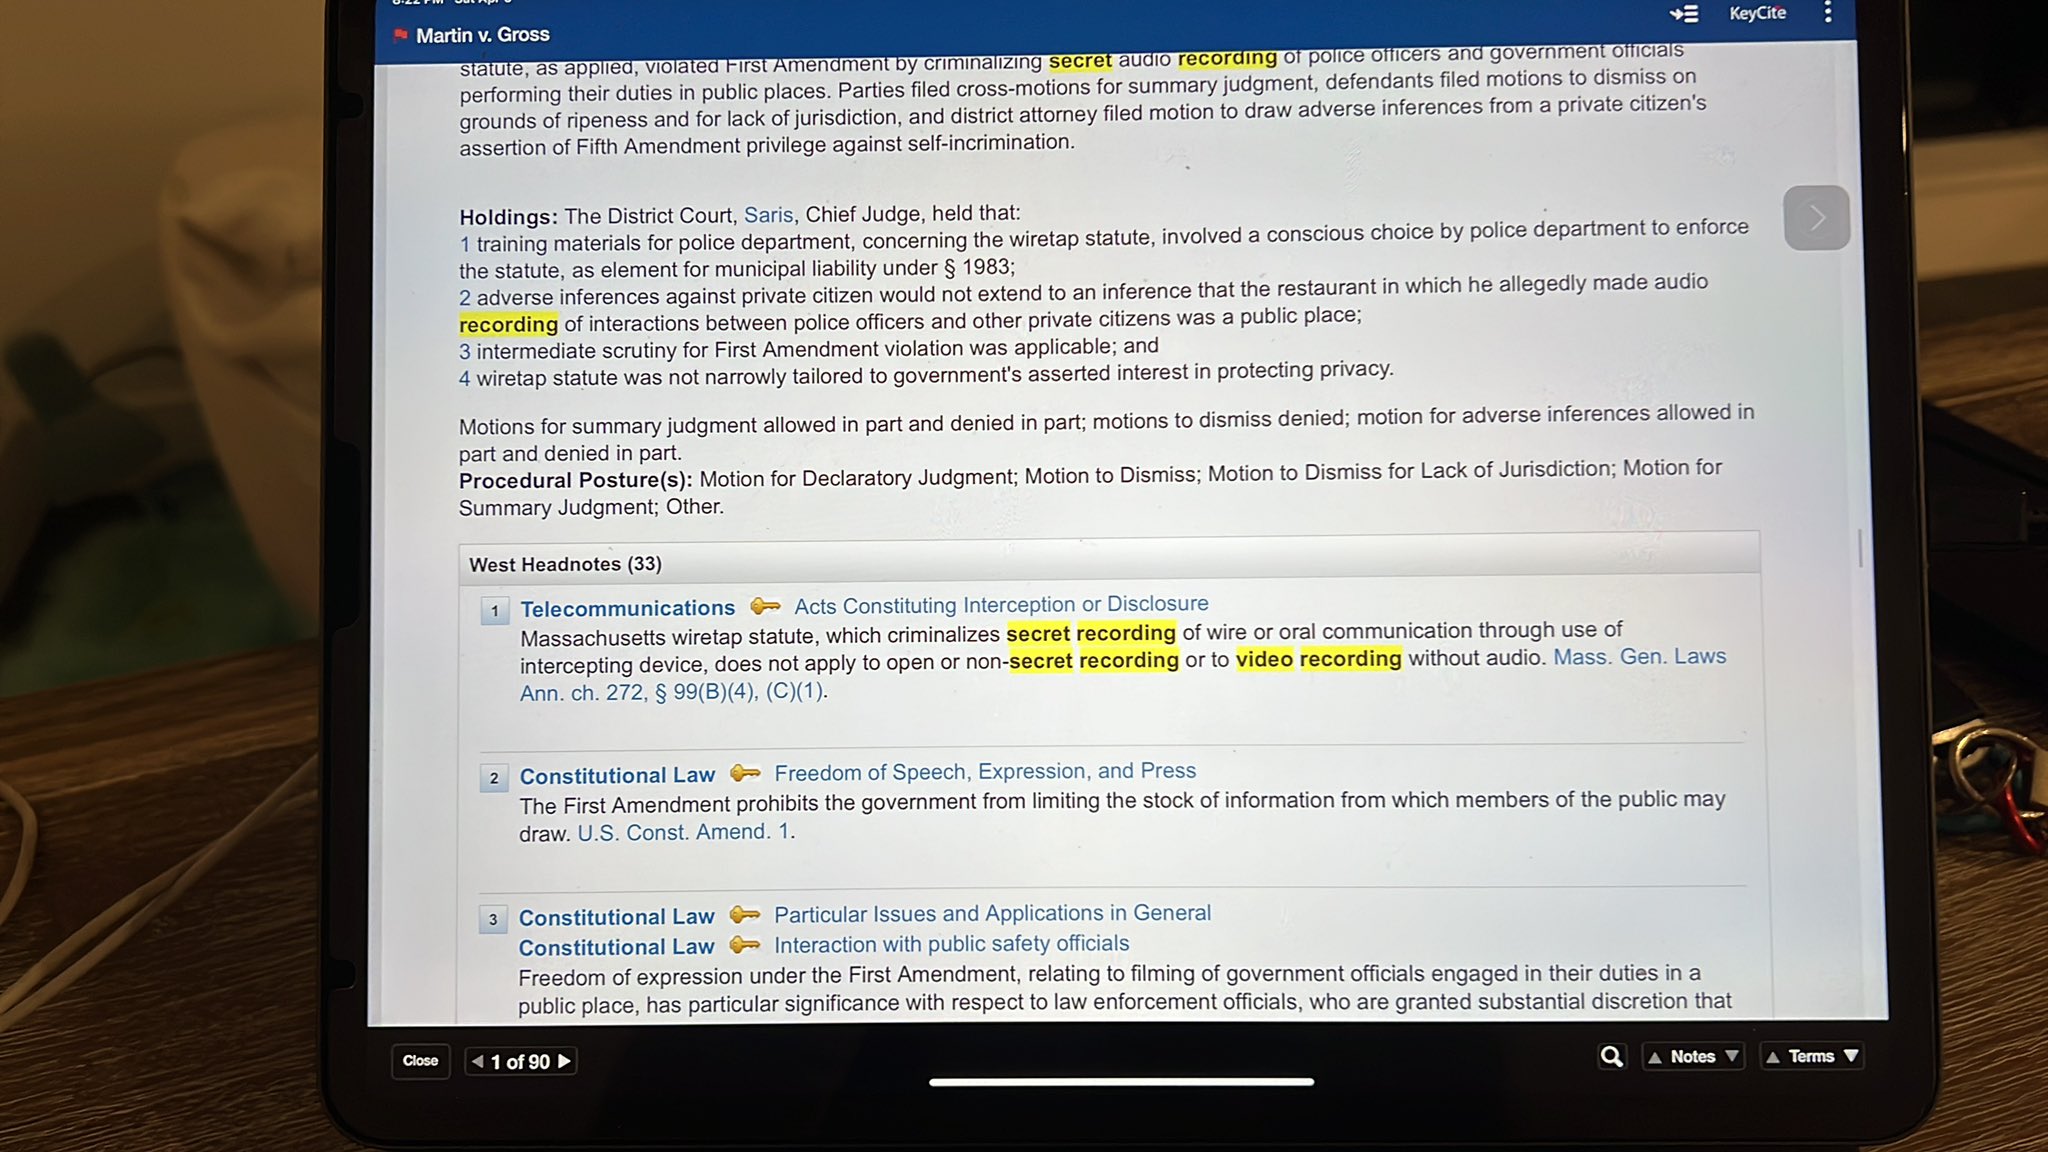 Martin v. Gross
KeyCite
statute, as applied, violated First Amendment by criminalizing secret audio recording of police officers and government officials
performing their duties in public places. Parties filed cross-motions for summary judgment, defendants filed motions to dismiss on
grounds of ripeness and for lack of jurisdiction, and district attorney filed motion to draw adverse inferences from a private citizen's
assertion of Fifth Amendment privilege against self-incrimination.
Holdings: The District Court, Saris, Chief Judge, held that:
1 training materials for police department, concerning the wiretap statute, involved a conscious choice by police department to enforce
the statute, as element for municipal liability under § 1983;
2 adverse inferences against private citizen would not extend to an inference that the restaurant in which he allegedly made audio
recording of interactions between police officers and other private citizens was a public place;
3 intermediate scrutiny for First Amendment violation was applicable; and
4 wiretap statute was not narrowly tailored to government's asserted interest in protecting privacy.
Motions for summary judgment allowed in part and denied in part; motions to dismiss denied; motion for adverse inferences allowed in
part and denied in part.
Procedural Posture(s): Motion for Declaratory Judgment; Motion to Dismiss; Motion to Dismiss for Lack of Jurisdiction; Motion for
Summary Judgment; Other.
West Headnotes (33)
1 Telecommunications Acts Constituting Interception or Disclosure
Massachusetts wiretap statute, which criminalizes secret recording of wire or oral communication through use of
intercepting device, does not apply to open or non-secret recording or to video recording without audio. Mass. Gen. Laws
Ann. ch. 272, § 99(B)(4), (C)(1).
2 Constitutional Law Freedom of Speech, Expression, and Press
The First Amendment prohibits the government from limiting the stock of information from which members of the public may
draw. U.S. Const. Amend. 1.
3 Constitutional Law Particular Issues and Applications in General
Constitutional Law Interaction with public safety officials
Freedom of expression under the First Amendment, relating to filming of government officials engaged in their duties in a
public place, has particular significance with respect to law enforcement officials, who are granted substantial discretion that
Close
1 of 90
Notes
Terms